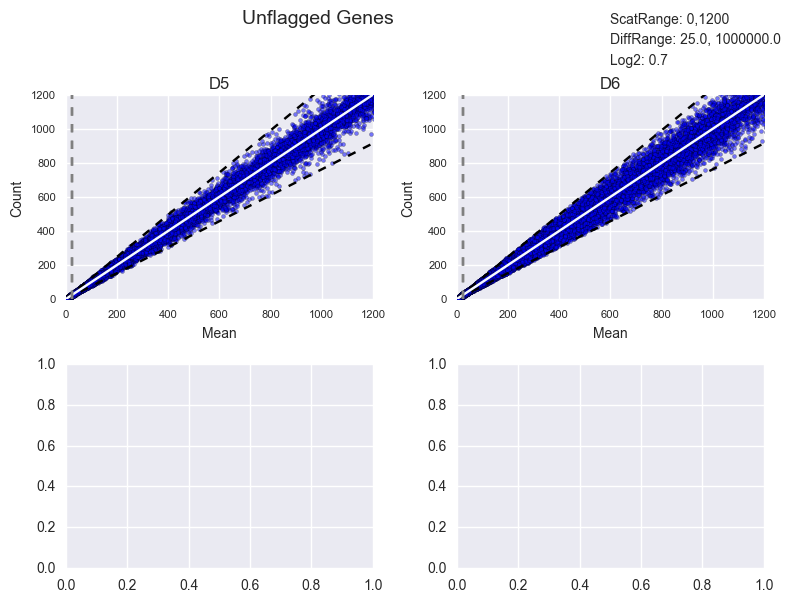 Unflagged Genes
ScatRange: 0,1200
DiffRange: 25.0, 1000000.0
Log2: 0.7
D5
D6
1200
1000
800
600
400
200
0
Count
0 200 400 600 800 1000 1200
Mean
1200
1000
800
600
400
200
0
Count
0 200 400 600 800 1000 1200
Mean
1.0
0.8
0.6
0.4
0.2
0.0
0.0 0.2 0.4 0.6 0.8 1.0
1.0
0.8
0.6
0.4
0.2
0.0
0.0 0.2 0.4 0.6 0.8 1.0